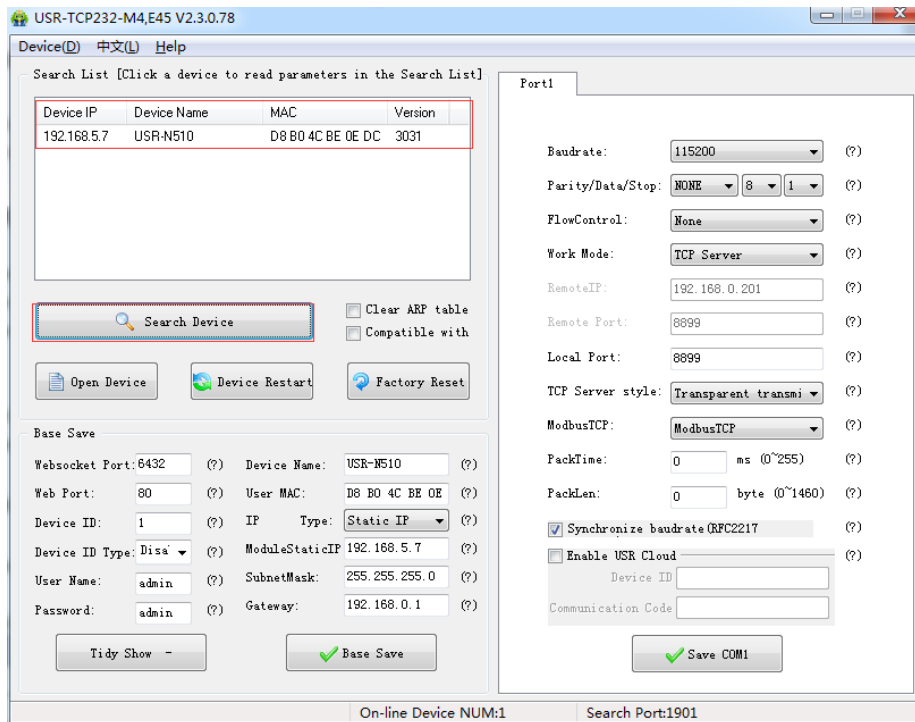 USR-TCP232-M4,E45 V2.3.0.78
Device(D) 中文(L) Help
Search List [Click a device to read parameters in the Search List]
Device IP Device Name MAC Version
192.168.5.7 USR-N510 D8 B0 4C BE 0E DC 3031
Search Device
Clear ARP table
Compatible with
Open Device
Device Restart
Factory Reset
Base Save
Websocket Port: 6432 (?) Device Name: USR-N510 (?)
Web Port: 80 (?) User MAC: D8 B0 4C BE 0E (?)
Device ID: 1 (?) IP Type: Static IP (?)
Device ID Type: Disa (?) ModuleStaticIP 192.168.5.7 (?)
User Name: admin (?) SubnetMask: 255.255.255.0 (?)
Password: admin (?) Gateway: 192.168.0.1 (?)
Tidy Show -
Base Save
Port1
Baudrate: 115200 (?)
Parity/Data/Stop: NONE 8 1 (?)
FlowControl: None (?)
Work Mode: TCP Server (?)
RemoteIP: 192.168.0.201 (?)
Remote Port: 8899 (?)
Local Port: 8899 (?)
TCP Server style: Transparent transmi (?)
ModbusTCP: ModbusTCP (?)
PackTime: 0 ms (0~255) (?)
PackLen: 0 byte (0~1460) (?)
Synchronize baudrate(RFC2217 (?)
Enable USR Cloud (?)
Device ID
Communication Code
Save COM1
On-line Device NUM:1 Search Port:1901